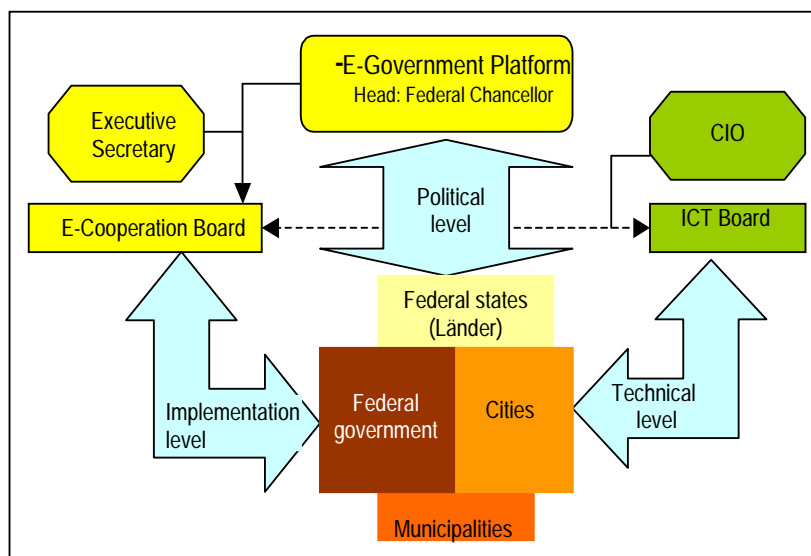 -E-Government Platform
Head: Federal Chancellor
Executive
Secretary
CIO
Political
level
E-Cooperation Board
ICT Board
Federal states
(Länder)
Implementation
level
Federal
government
Cities
Technical
level
Municipalities